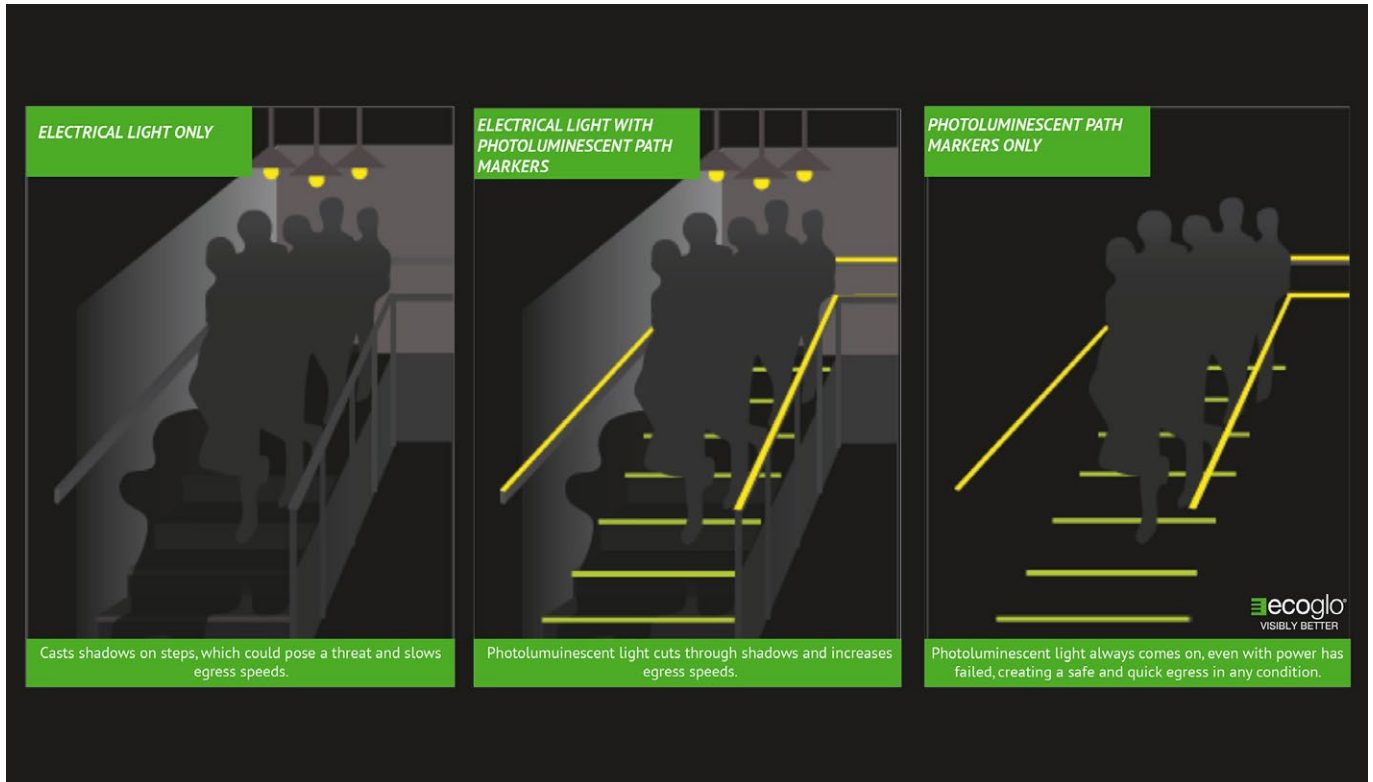 ELECTRICAL LIGHT ONLY
Casts shadows on steps, which could pose a threat and slows
egress speeds.
ELECTRICAL LIGHT WITH
PHOTOLUMINESCENT PATH
MARKERS
Photolumuinescent light cuts through shadows and increases
egress speeds.
PHOTOLUMINESCENT PATH
MARKERS ONLY
ecoglo®
VISIBLY BETTER
Photoluminescent light always comes on, even with power has
failed, creating a safe and quick egress in any condition.